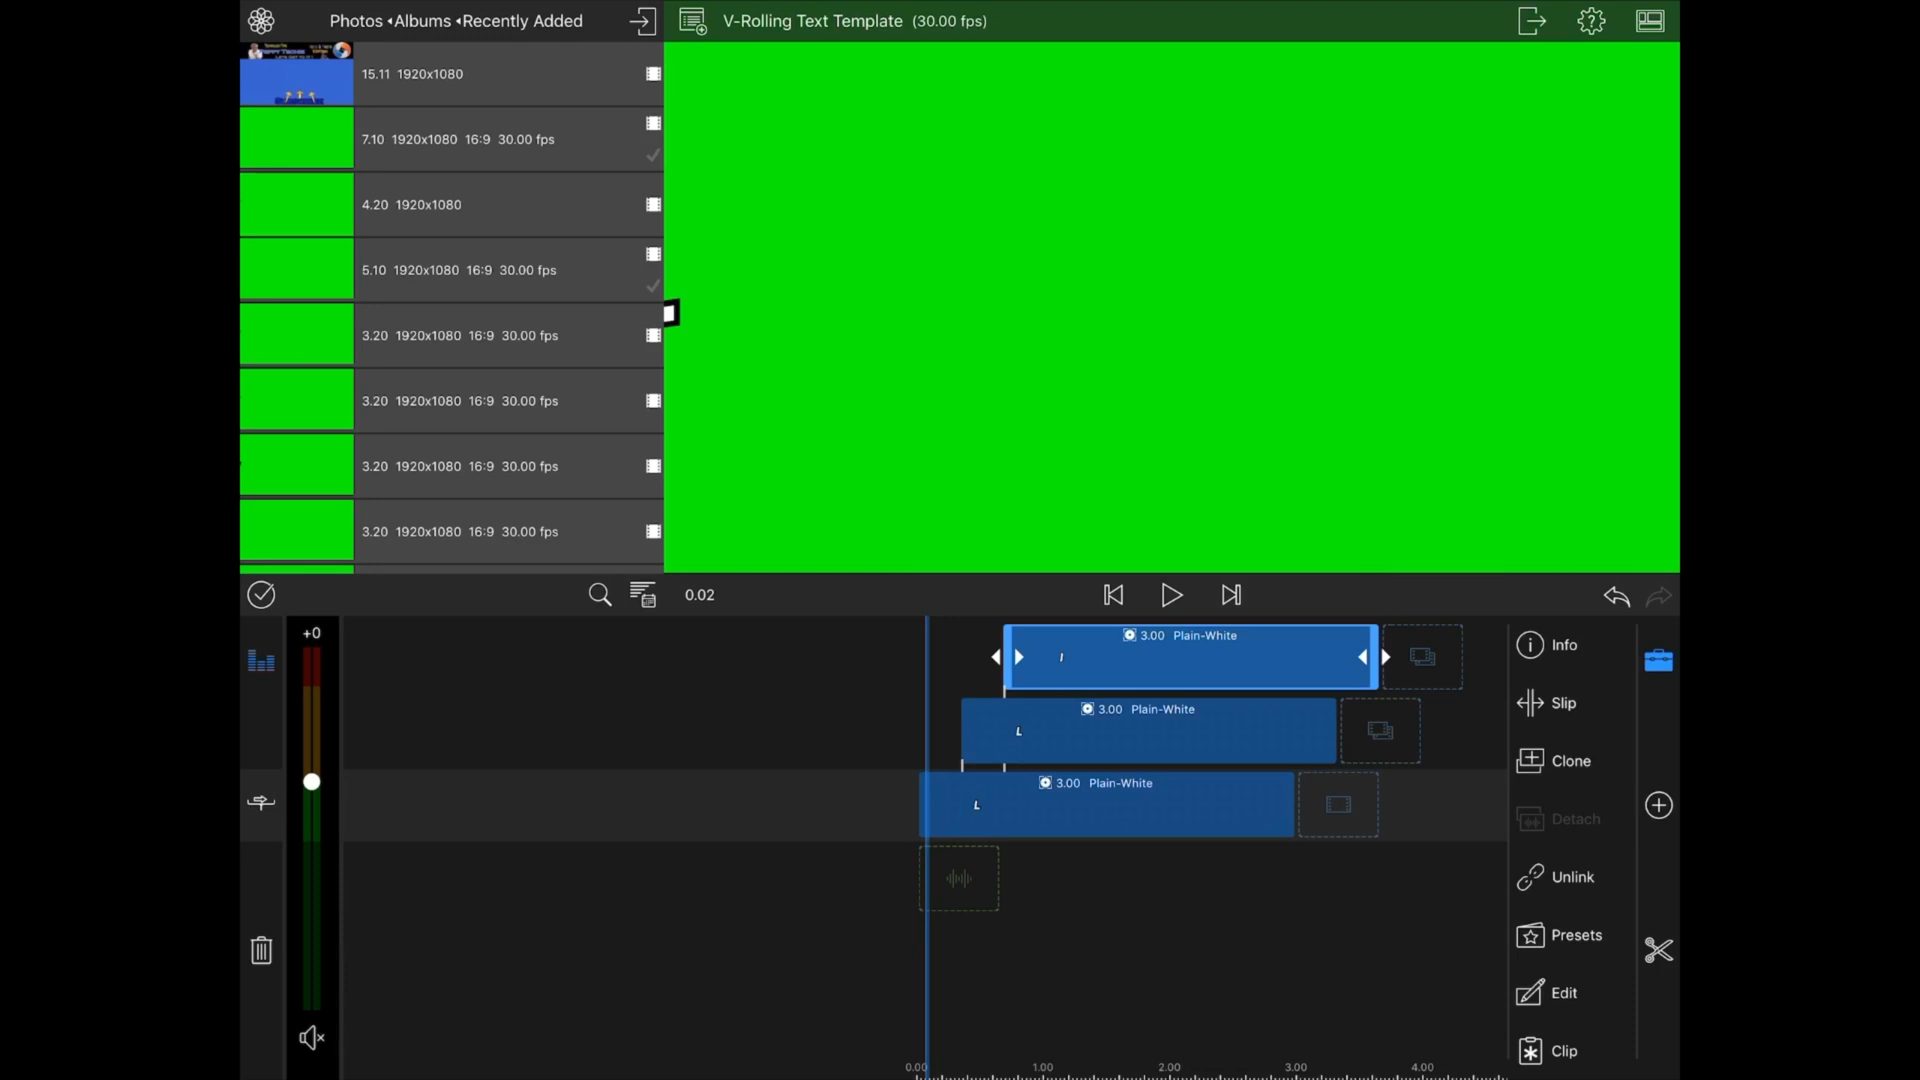 Photos ◂Albums ◂Recently Added
V-Rolling Text Template (30.00 fps)
15.11 1920x1080
7.10 1920x1080 16:9 30.00 fps
4.20 1920x1080
5.10 1920x1080 16:9 30.00 fps
3.20 1920x1080 16:9 30.00 fps
3.20 1920x1080 16:9 30.00 fps
3.20 1920x1080 16:9 30.00 fps
3.20 1920x1080 16:9 30.00 fps
0.02
+0
3.00 Plain-White
I
3.00 Plain-White
L
3.00 Plain-White
L
Info
Slip
Clone
Detach
Unlink
Presets
Edit
Clip
0.00 1.00 2.00 3.00 4.00